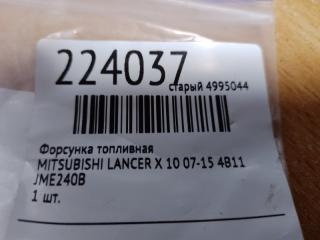 224037
старый 4995044
Форсунка топливная
MITSUBISHI LANCER X 10 07-15 4B11
JME240B
1 шт.